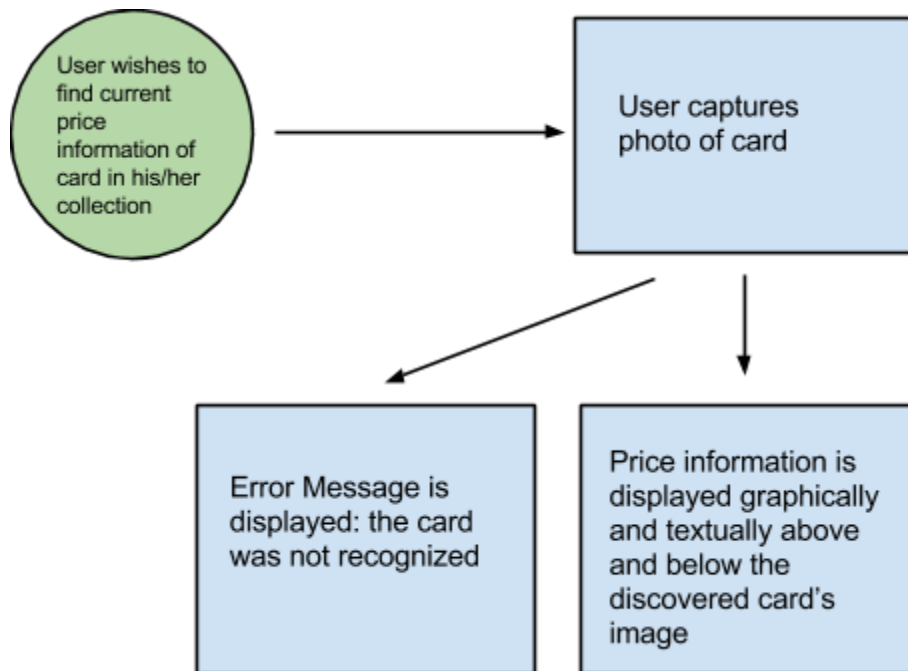 User wishes to
find current
price
information of
card in his/her
collection
User captures
photo of card
Error Message is
displayed: the card
was not recognized
Price information is
displayed graphically
and textually above
and below the
discovered card's
image